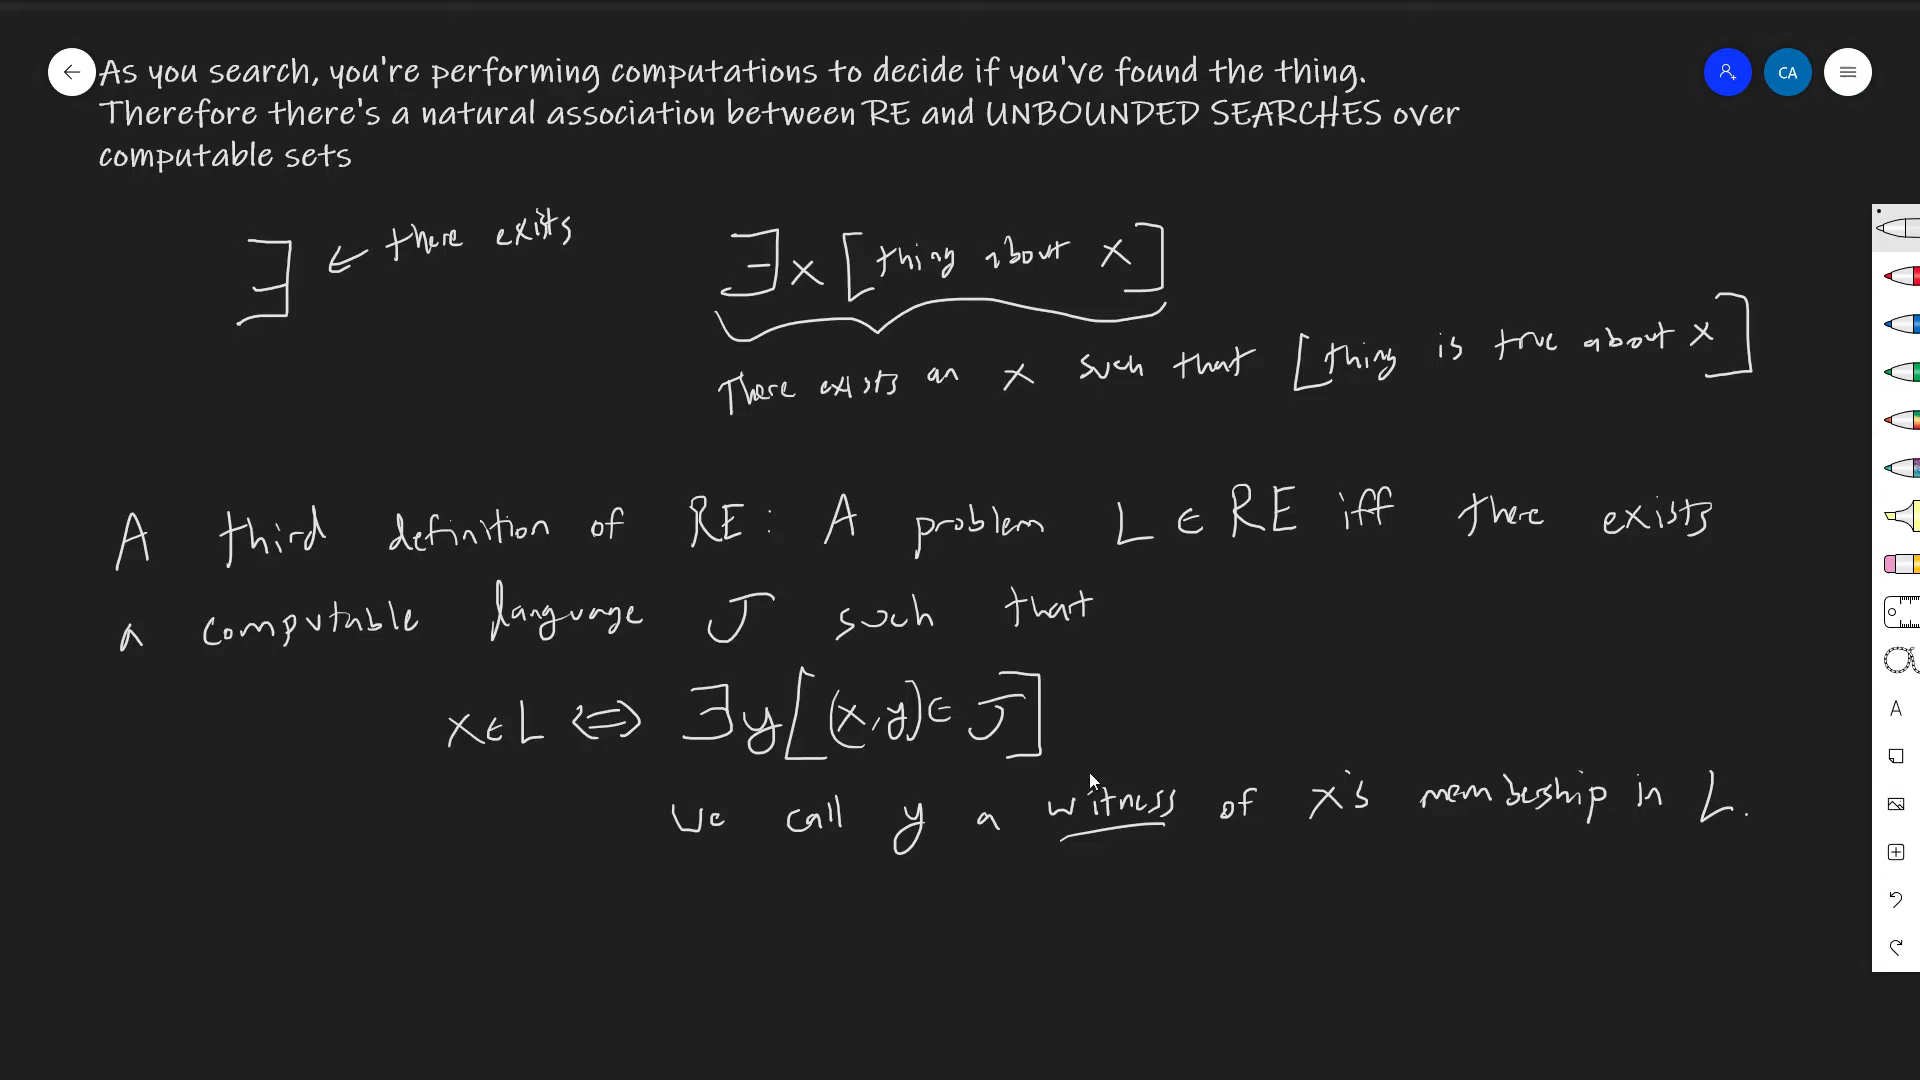 As you search, you're performing computations to decide if you've found the thing.
Therefore there's a natural association between RE and UNBOUNDED SEARCHES over
computable sets
CA
∃ ← there exists
∃x [thing about x]
There exists an x such that [thing is true about x]
A third definition of RE: A problem L ∈ RE iff there exists
a computable language J such that
x ∈ L ⇔ ∃y[(x,y) ∈ J]
we call y a witness of x's membership in L.
A